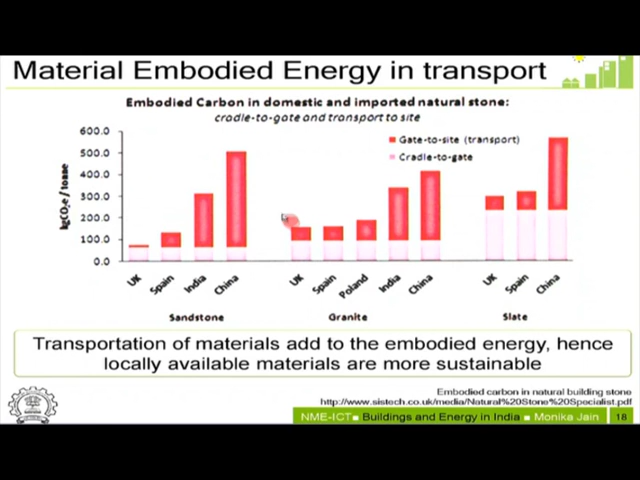 Material Embodied Energy in transport
Embodied Carbon in domestic and imported natural stone:
cradle-to-gate and transport to site
600.0
500.0
400.0
300.0
200.0
100.0
0.0
kgCO₂e / tonne
Gate-to-site (transport)
Cradle-to-gate
UK Spain India China UK Spain Poland India China UK Spain China
Sandstone Granite Slate
Transportation of materials add to the embodied energy, hence
locally available materials are more sustainable
Embodied carbon in natural building stone
http://www.sistech.co.uk/media/Natural%20Stone%20Specialist.pdf
NME-ICT Buildings and Energy in India Monika Jain 18